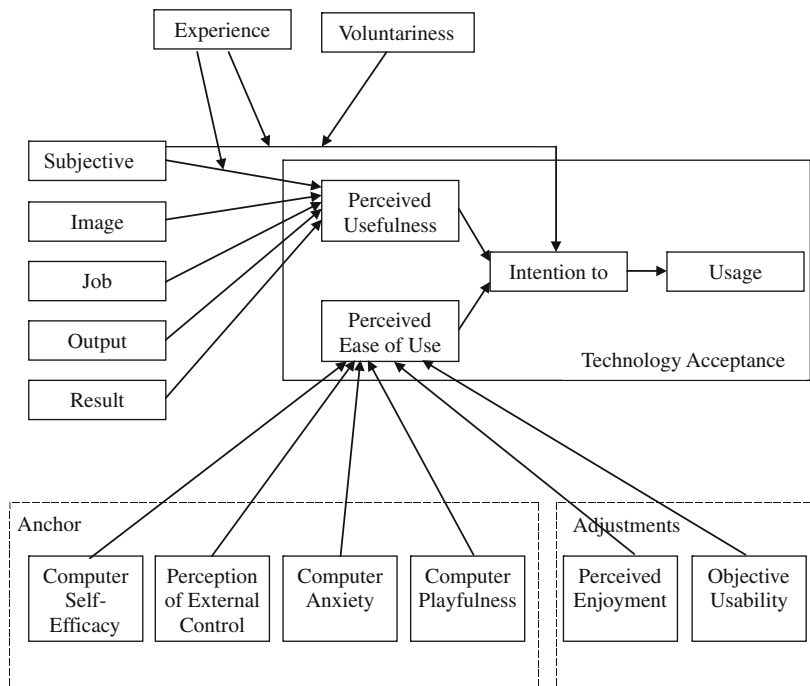 Experience
Voluntariness
Subjective
Image
Job
Output
Result
Perceived
Usefulness
Perceived
Ease of Use
Intention to
Usage
Technology Acceptance
Anchor
Computer
Self-
Efficacy
Perception
of External
Control
Computer
Anxiety
Computer
Playfulness
Adjustments
Perceived
Enjoyment
Objective
Usability